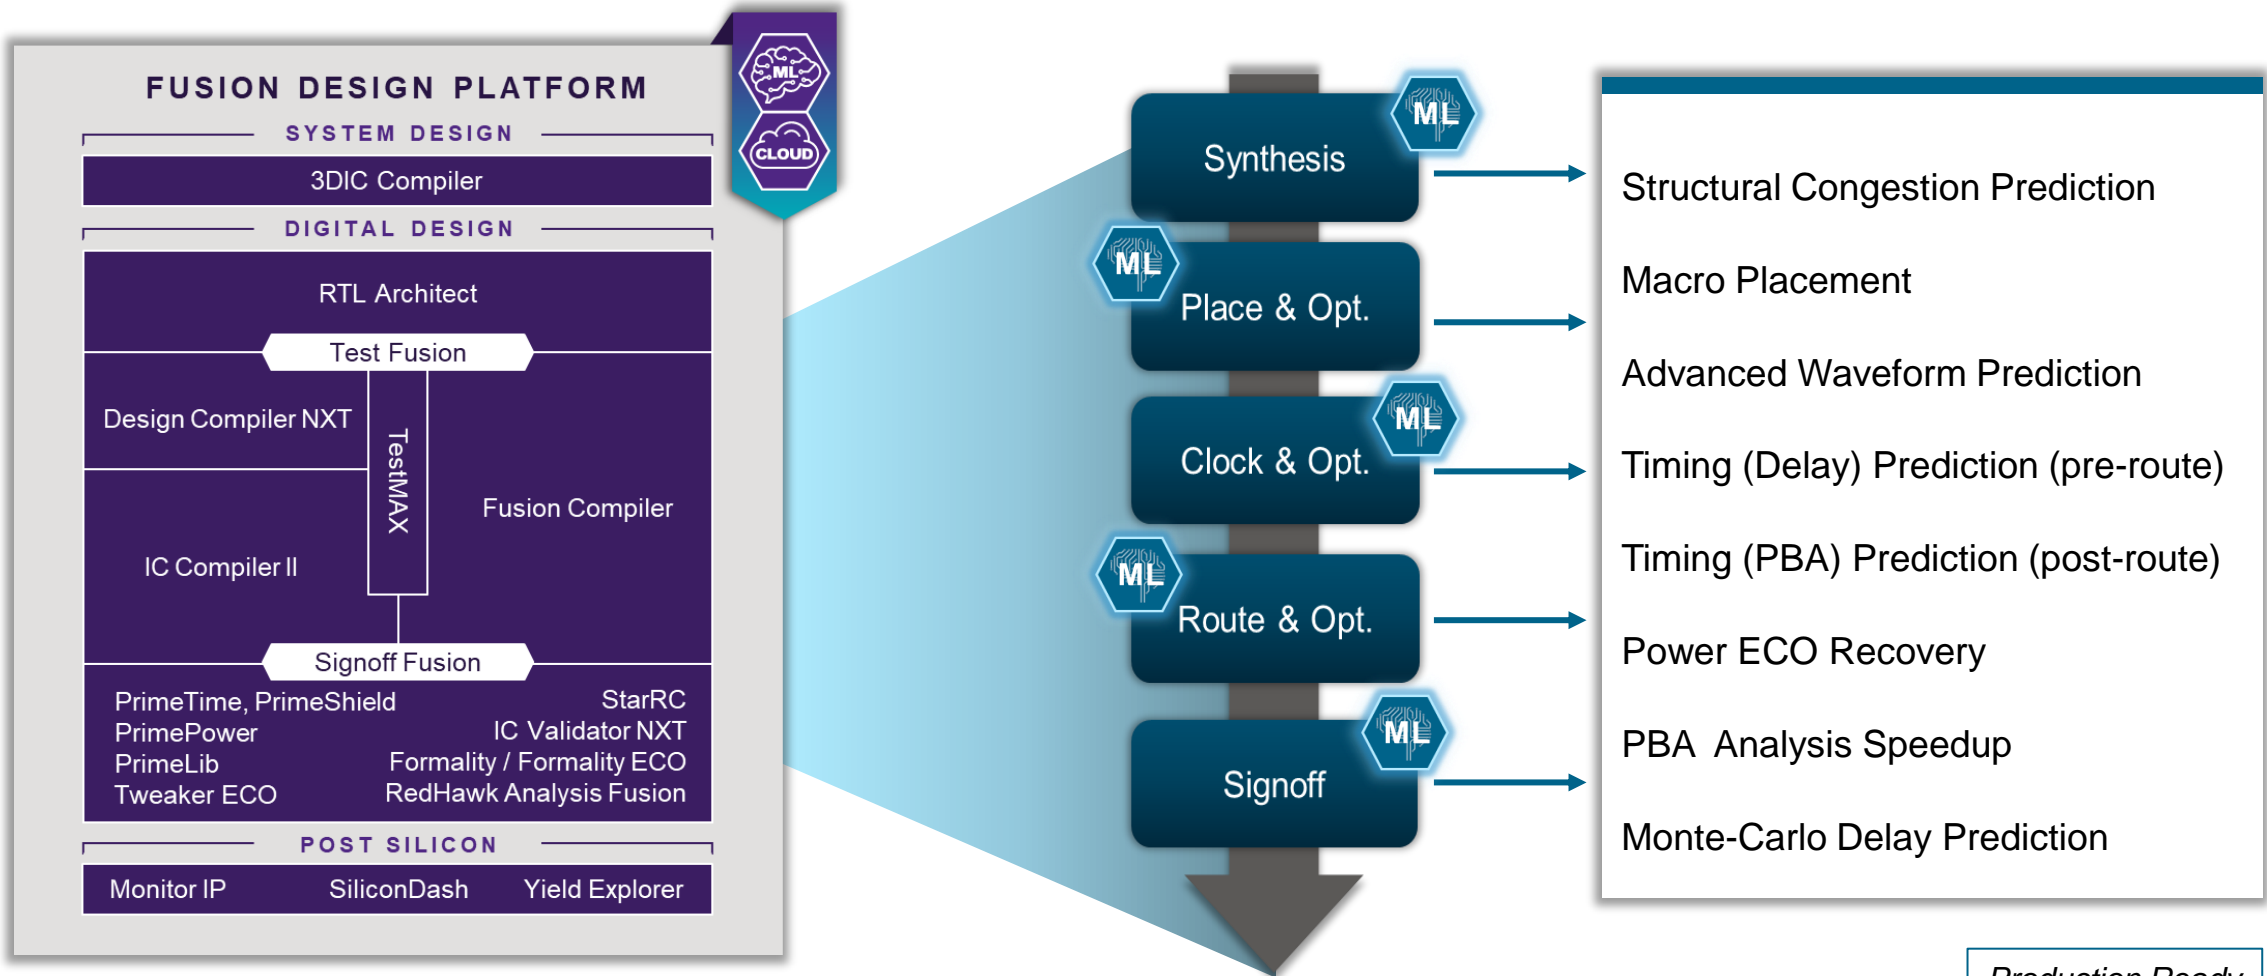 FUSION DESIGN PLATFORM
ML
CLOUD
SYSTEM DESIGN
3DIC Compiler
DIGITAL DESIGN
RTL Architect
Test Fusion
Design Compiler NXT
TestMAX
Fusion Compiler
IC Compiler II
Signoff Fusion
PrimeTime, PrimeShield
PrimePower
PrimeLib
Tweaker ECO
StarRC
IC Validator NXT
Formality / Formality ECO
RedHawk Analysis Fusion
POST SILICON
Monitor IP
SiliconDash
Yield Explorer
ML
Synthesis
ML
Place & Opt.
ML
Clock & Opt.
ML
Route & Opt.
ML
Signoff
Structural Congestion Prediction
Macro Placement
Advanced Waveform Prediction
Timing (Delay) Prediction (pre-route)
Timing (PBA) Prediction (post-route)
Power ECO Recovery
PBA Analysis Speedup
Monte-Carlo Delay Prediction
Production Ready